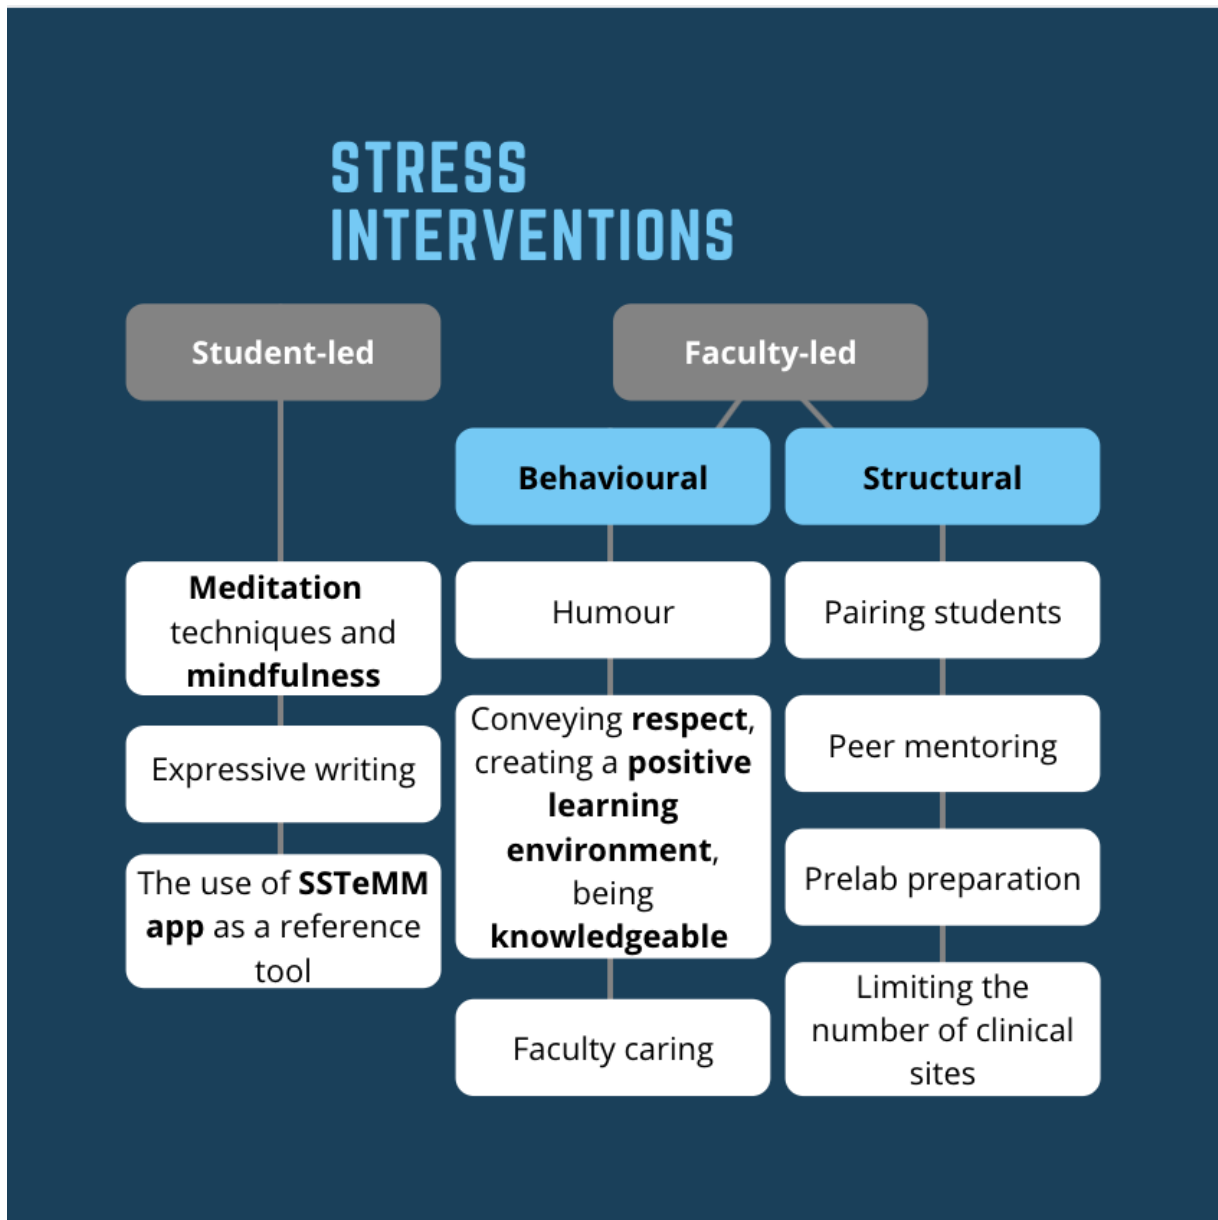 STRESS
INTERVENTIONS
Student-led
Faculty-led
Behavioural
Structural
Meditation
techniques and
mindfulness
Expressive writing
The use of SSTeMM
app as a reference
tool
Humour
Conveying respect,
creating a positive
learning
environment,
being
knowledgeable
Faculty caring
Pairing students
Peer mentoring
Prelab preparation
Limiting the
number of clinical
sites